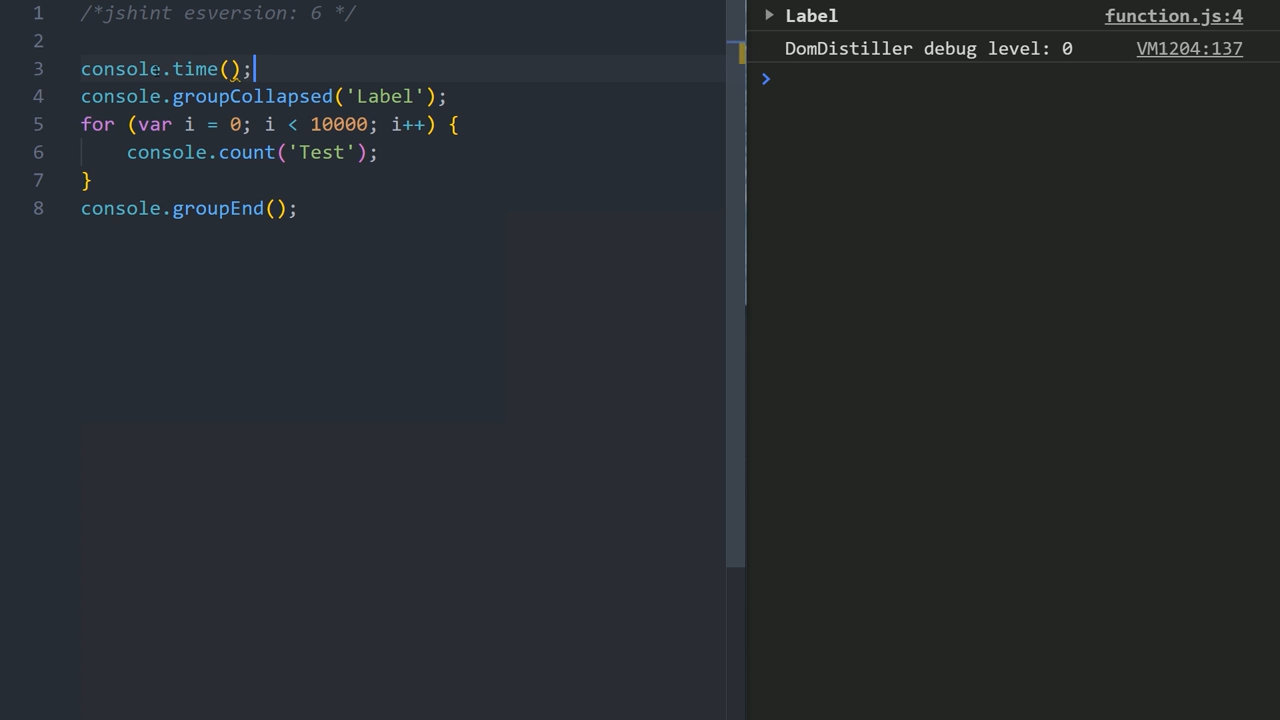 1 /*jshint esversion: 6 */
2
3 console.time();
4 console.groupCollapsed('Label');
5 for (var i = 0; i < 10000; i++) {
6 console.count('Test');
7 }
8 console.groupEnd();
Label function.js:4
DomDistiller debug level: 0 VM1204:137
>